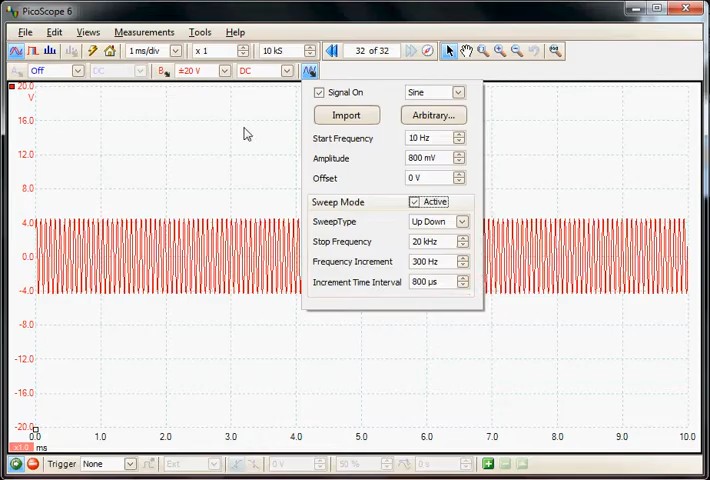 PicoScope 6
File Edit Views Measurements Tools Help
1 ms/div x 1 10 kS 32 of 32
A Off DC B ±20 V DC
20.0
V
16.0
12.0
8.0
4.0
0.0
-4.0
-8.0
-12.0
-16.0
-20.0
Signal On Sine
Import Arbitrary...
Start Frequency 10 Hz
Amplitude 800 mV
Offset 0 V
Sweep Mode Active
SweepType Up Down
Stop Frequency 20 kHz
Frequency Increment 300 Hz
Increment Time Interval 800 µs
0.0 1.0 2.0 3.0 4.0 5.0 6.0 7.0 8.0 9.0 10.0
x1.0 ms
Trigger None Ext 0 V 50 % 0 s